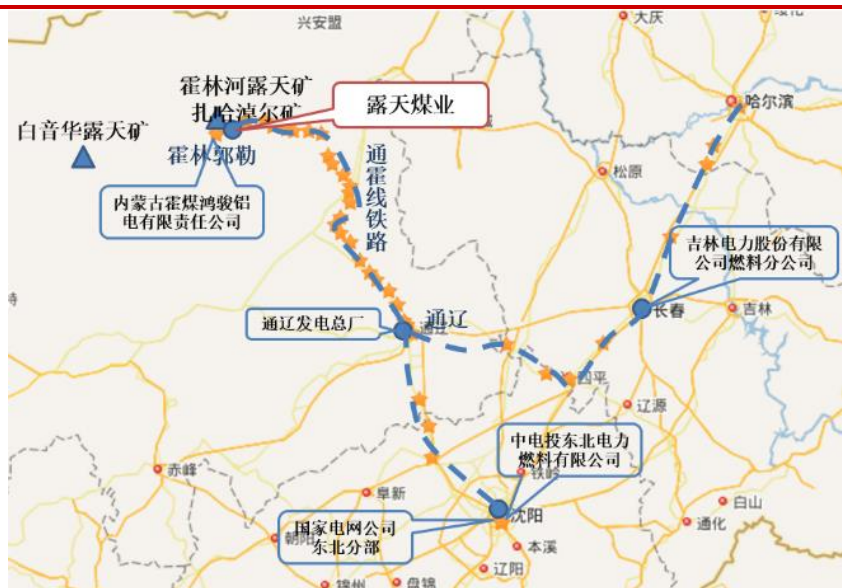 兴安盟
大庆
霍林河露天矿
扎哈淖尔矿
露天煤业
哈尔滨
白音华露天矿
霍林郭勒
通霍线铁路
松原
内蒙古霍煤鸿骏铝
电有限责任公司
吉林电力股份有限
公司燃料分公司
通辽发电总厂
通辽
长春
吉林
四平
辽源
中电投东北电力
燃料有限公司
赤峰
铁岭
阜新
白山
国家电网公司
东北分部
沈阳
通化
朝阳
本溪
辽阳
锦州
盘锦